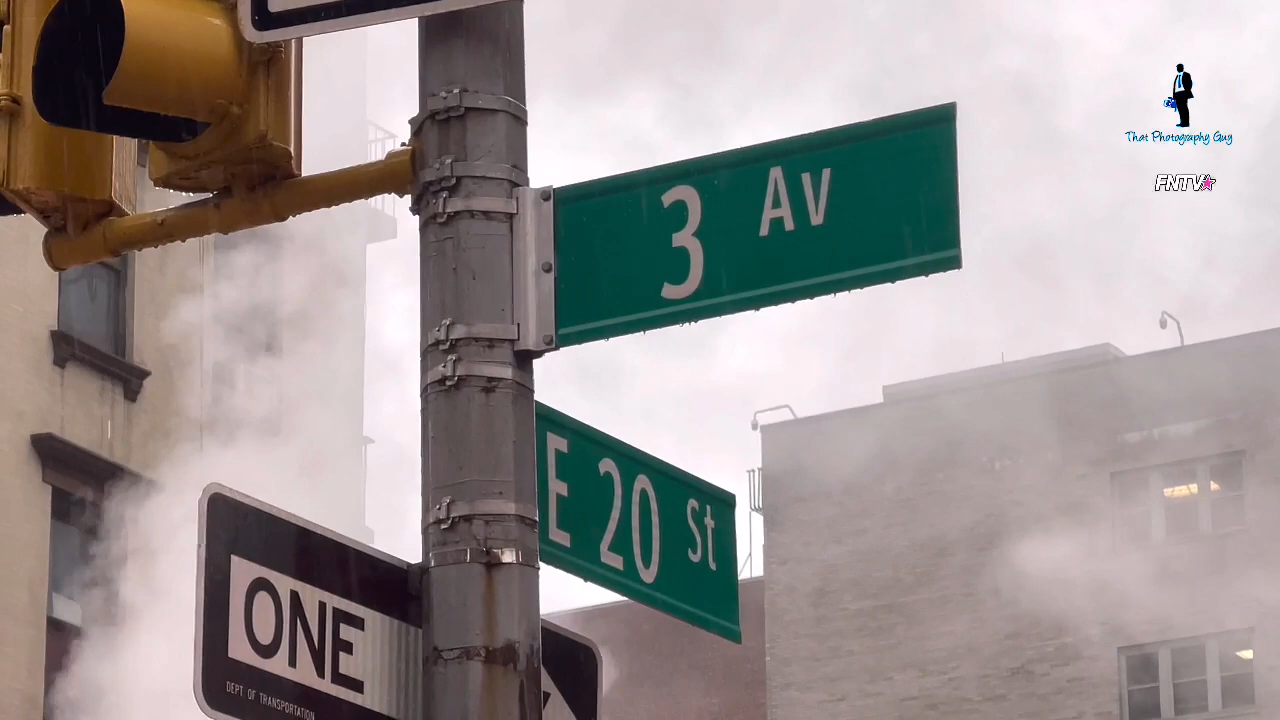 3 Av
That Photography Guy
FNTV
E 20 St
ONE
DEPT OF TRANSPORTATION